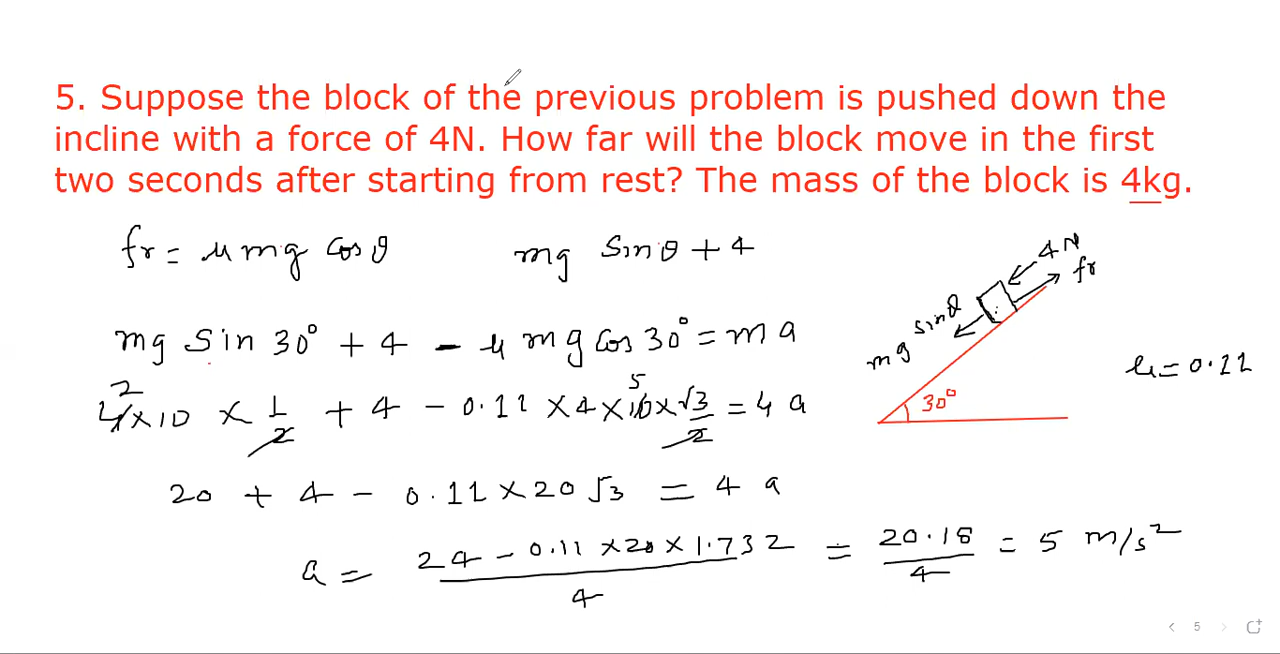 5. Suppose the block of the previous problem is pushed down the
incline with a force of 4N. How far will the block move in the first
two seconds after starting from rest? The mass of the block is 4kg.
fr = μ mg cos θ
mg sin θ + 4
4N
fr
mg sin θ
μ = 0.11
30°
mg sin 30° + 4 - μ mg cos 30° = ma
2 5
4 × 10 × 1/2 + 4 - 0.11 × 4 × 10 × √3/2 = 4 a
20 + 4 - 0.11 × 20 √3 = 4 a
a = (24 - 0.11 × 20 × 1.732)/4 = 20.18/4 = 5 m/s²
5